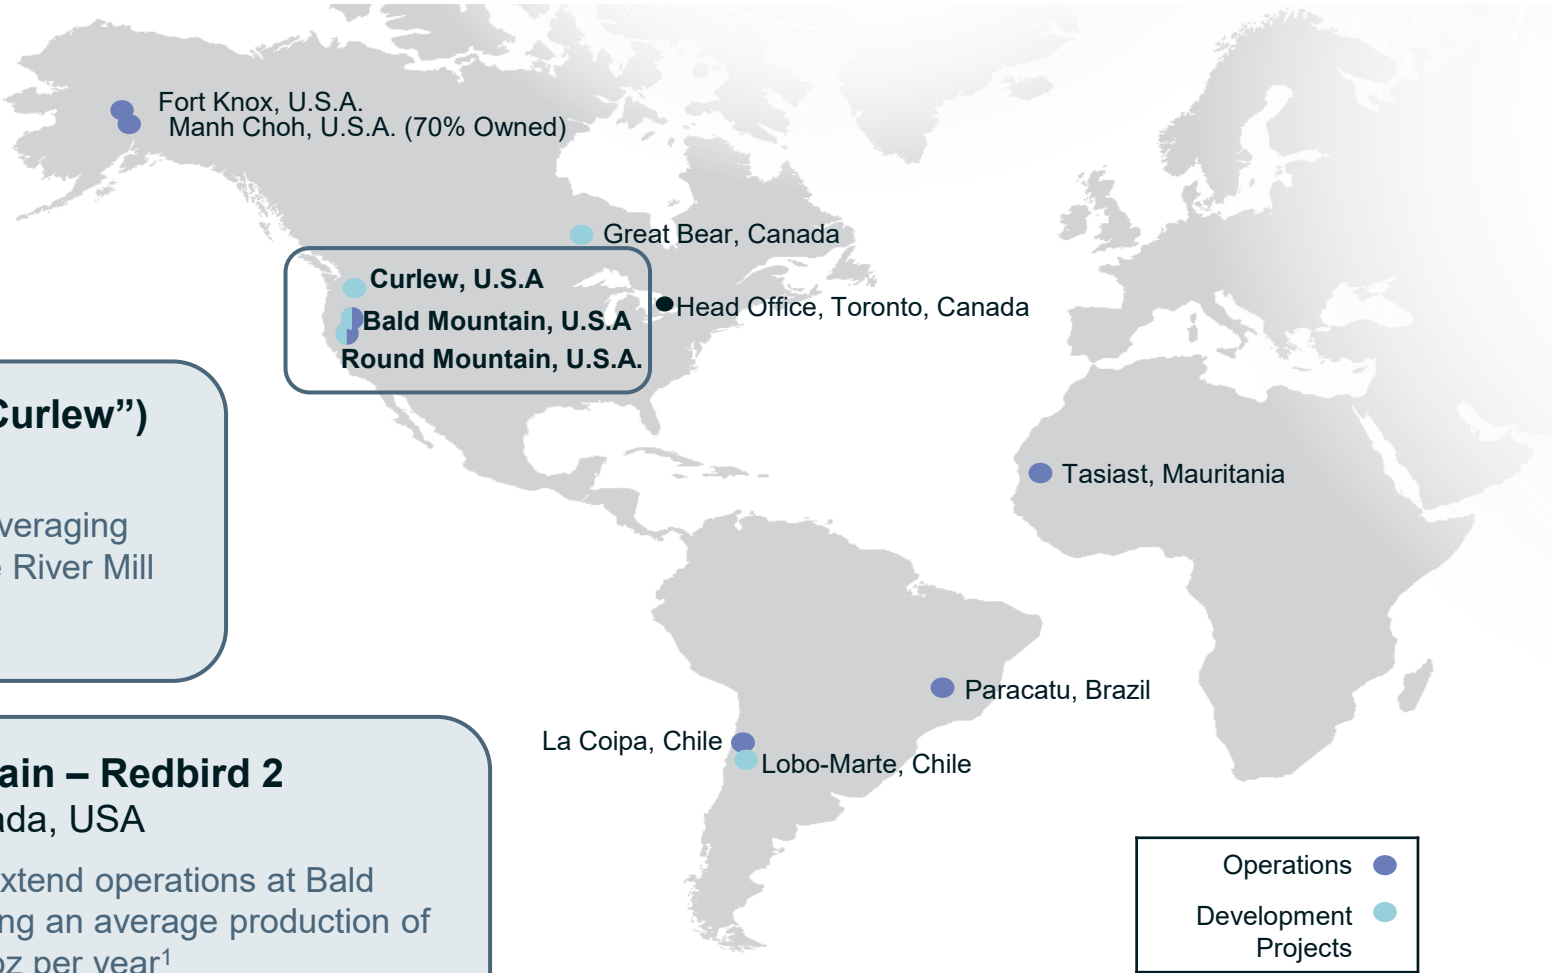 Fort Knox, U.S.A.
Manh Choh, U.S.A. (70% Owned)
Great Bear, Canada
Curlew, U.S.A
Head Office, Toronto, Canada
Bald Mountain, U.S.A
Round Mountain, U.S.A.
Curlew”)
veraging
River Mill
Tasiast, Mauritania
Paracatu, Brazil
La Coipa, Chile
Lobo-Marte, Chile
ain – Redbird 2
ada, USA
xtend operations at Bald
ng an average production of
oz per year¹
Operations
Development
Projects